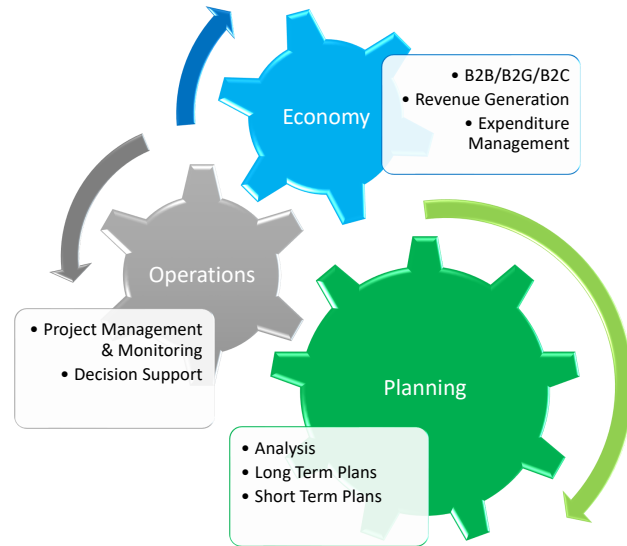 Economy
• B2B/B2G/B2C
• Revenue Generation
• Expenditure
Management
Operations
• Project Management
& Monitoring
• Decision Support
Planning
• Analysis
• Long Term Plans
• Short Term Plans